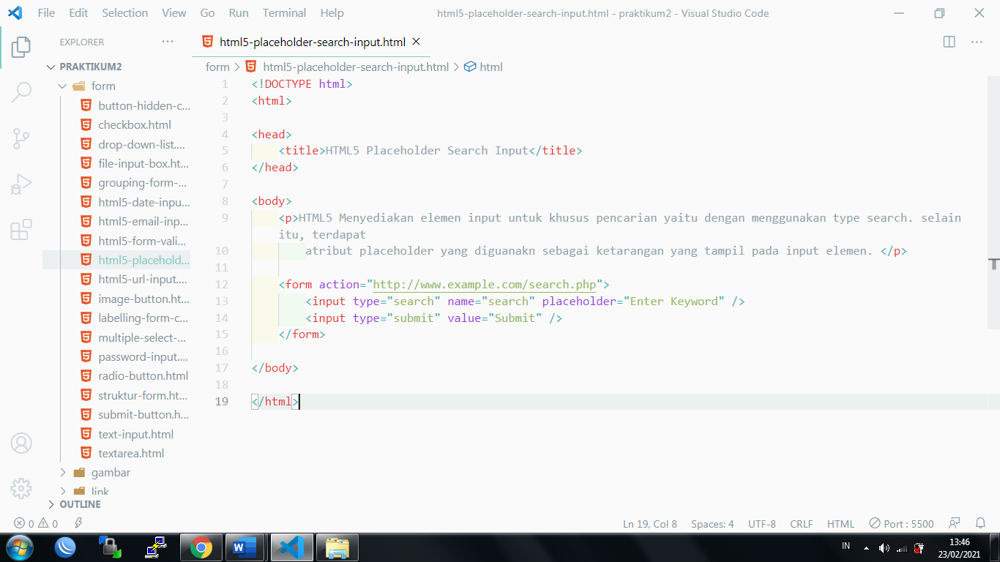 File Edit Selection View Go Run Terminal Help html5-placeholder-search-input.html - praktikum2 - Visual Studio Code
EXPLORER ...
html5-placeholder-search-input.html
PRAKTIKUM2
form
button-hidden-c...
checkbox.html
drop-down-list....
file-input-box.ht...
grouping-form-...
html5-date-inpu...
html5-email-inp...
html5-form-vali...
html5-placehold...
html5-url-input....
image-button.ht...
labelling-form-c...
multiple-select-...
password-input....
radio-button.html
struktur-form.ht...
submit-button.h...
text-input.html
textarea.html
gambar
link
OUTLINE
form > html5-placeholder-search-input.html > html
1 <!DOCTYPE html>
2 <html>
3
4 <head>
5 <title>HTML5 Placeholder Search Input</title>
6 </head>
7
8 <body>
9 <p>HTML5 Menyediakan elemen input untuk khusus pencarian yaitu dengan menggunakan type search. selain
itu, terdapat
10 atribut placeholder yang diguanakn sebagai ketarangan yang tampil pada input elemen. </p>
11
12 <form action="http://www.example.com/search.php">
13 <input type="search" name="search" placeholder="Enter Keyword" />
14 <input type="submit" value="Submit" />
15 </form>
16
17 </body>
18
19 </html>
0 0 Ln 19, Col 8 Spaces: 4 UTF-8 CRLF HTML Port : 5500
IN 13:46
23/02/2021